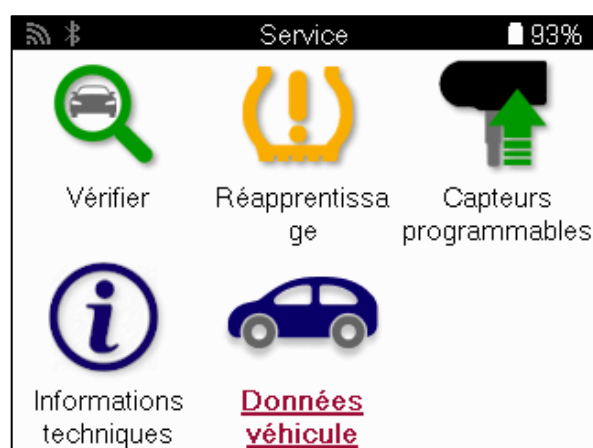 Service 93%
Vérifier Réapprentissa Capteurs
ge programmables
Informations Données
techniques véhicule